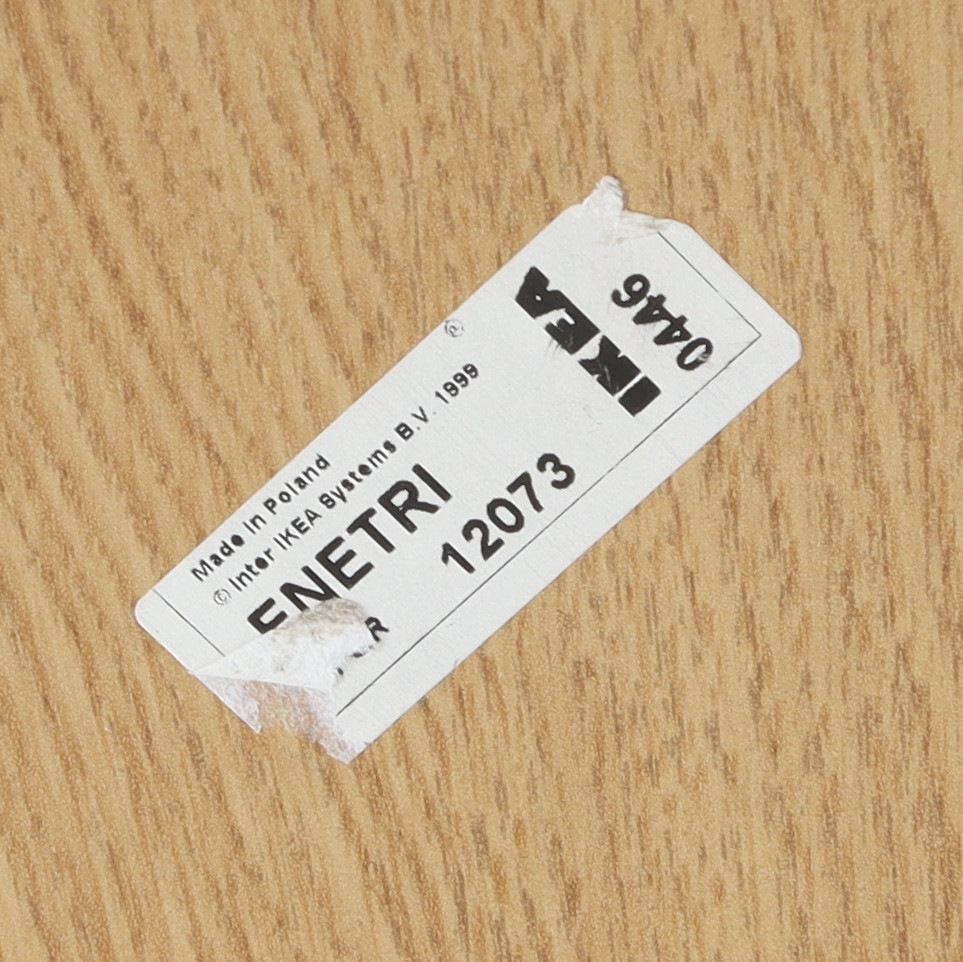 Made in Poland
© Inter IKEA Systems B.V. 1999
ENETRI
12073
IKEA
®
0446